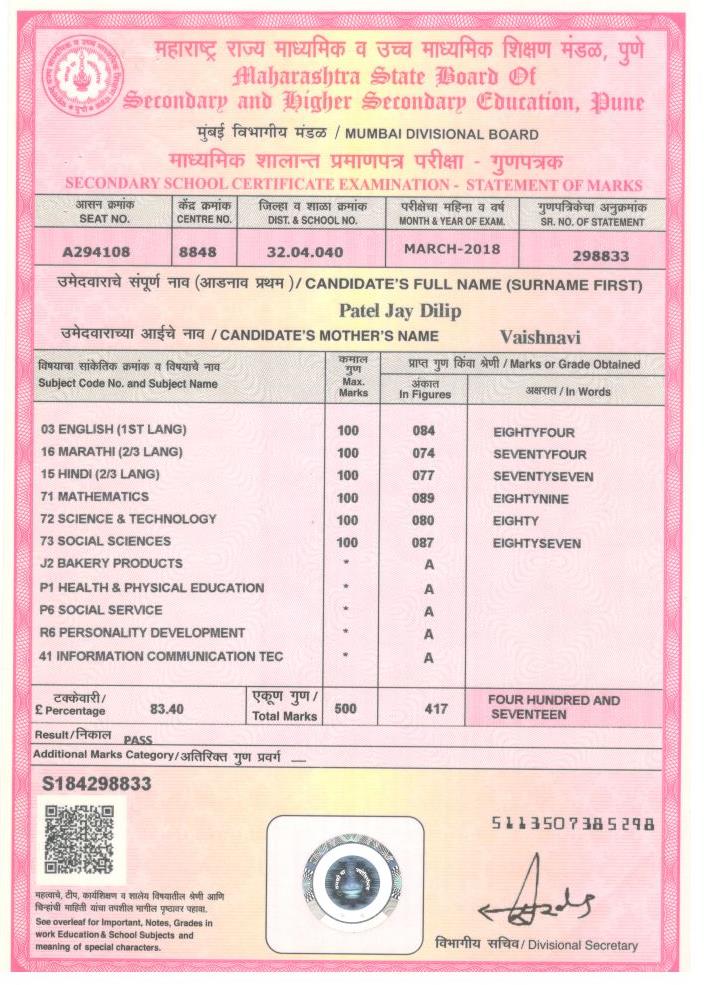 महाराष्ट्र राज्य माध्यमिक व उच्च माध्यमिक शिक्षण मंडळ, पुणे
Maharashtra State Board Of
Secondary and Higher Secondary Education, Pune
मुंबई विभागीय मंडळ / MUMBAI DIVISIONAL BOARD
माध्यमिक शालान्त प्रमाणपत्र परीक्षा - गुणपत्रक
SECONDARY SCHOOL CERTIFICATE EXAMINATION - STATEMENT OF MARKS
आसन क्रमांक केंद्र क्रमांक जिल्हा व शाळा क्रमांक परीक्षेचा महिना व वर्ष गुणपत्रिकेचा अनुक्रमांक
SEAT NO. CENTRE NO. DIST. & SCHOOL NO. MONTH & YEAR OF EXAM. SR. NO. OF STATEMENT
A294108 8848 32.04.040 MARCH-2018 298833
उमेदवाराचे संपूर्ण नाव (आडनाव प्रथम )/ CANDIDATE'S FULL NAME (SURNAME FIRST)
Patel Jay Dilip
उमेदवाराच्या आईचे नाव / CANDIDATE'S MOTHER'S NAME Vaishnavi
विषयाचा सांकेतिक क्रमांक व विषयाचे नाव
Subject Code No. and Subject Name
कमाल
गुण
Max.
Marks
प्राप्त गुण किंवा श्रेणी / Marks or Grade Obtained
अंकात
In Figures
अक्षरात / In Words
03 ENGLISH (1ST LANG) 100 084 EIGHTYFOUR
16 MARATHI (2/3 LANG) 100 074 SEVENTYFOUR
15 HINDI (2/3 LANG) 100 077 SEVENTYSEVEN
71 MATHEMATICS 100 089 EIGHTYNINE
72 SCIENCE & TECHNOLOGY 100 080 EIGHTY
73 SOCIAL SCIENCES 100 087 EIGHTYSEVEN
J2 BAKERY PRODUCTS * A
P1 HEALTH & PHYSICAL EDUCATION * A
P6 SOCIAL SERVICE * A
R6 PERSONALITY DEVELOPMENT * A
41 INFORMATION COMMUNICATION TEC * A
टक्केवारी /
£ Percentage 83.40
एकूण गुण /
Total Marks 500 417
FOUR HUNDRED AND
SEVENTEEN
Result/निकाल PASS
Additional Marks Category/अतिरिक्त गुण प्रवर्ग __
S184298833
5113507385298
महत्वाचे, टीप, कार्यशिक्षण व शालेय विषयातील श्रेणी आणि
चिन्हांची माहिती यांचा तपशील मागील पृष्ठावर पहावा.
See overleaf for Important, Notes, Grades in
work Education & School Subjects and
meaning of special characters.
विभागीय सचिव/ Divisional Secretary